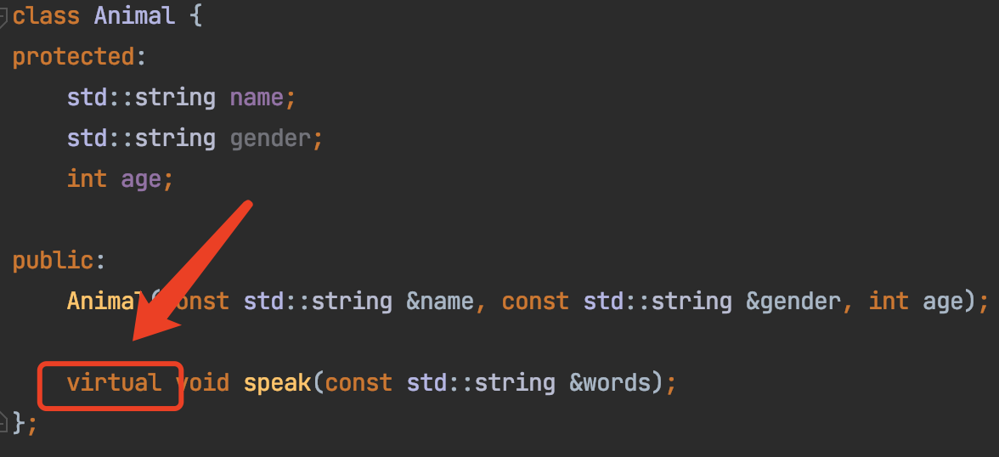 class Animal {
protected:
std::string name;
std::string gender;
int age;
public:
Animal(const std::string &name, const std::string &gender, int age);
virtual void speak(const std::string &words);
};